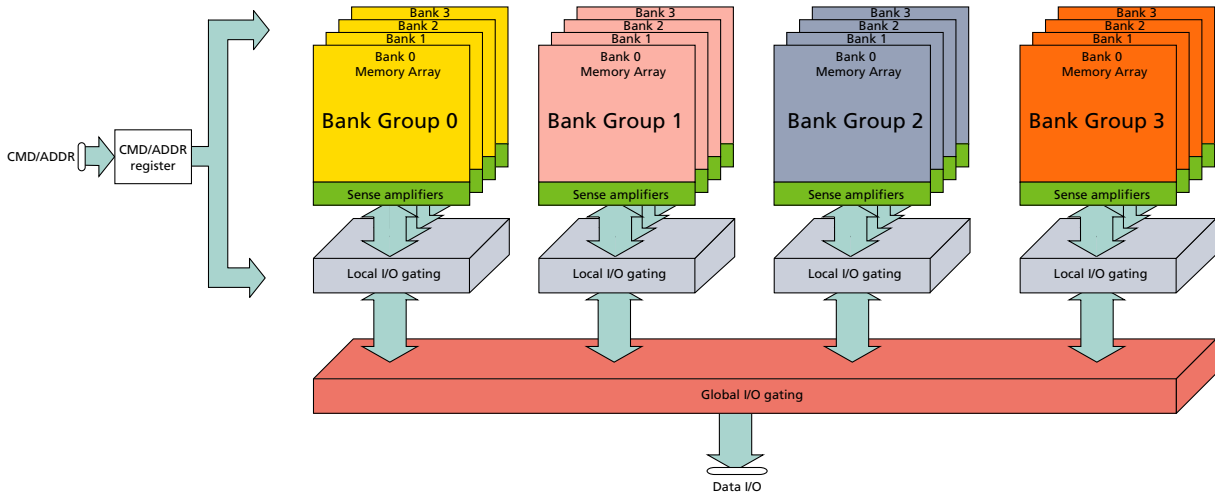 Bank 3
Bank 2
Bank 1
Bank 0
Memory Array
Bank Group 0
Sense amplifiers
Local I/O gating
Bank 3
Bank 2
Bank 1
Bank 0
Memory Array
Bank Group 1
Sense amplifiers
Local I/O gating
Bank 3
Bank 2
Bank 1
Bank 0
Memory Array
Bank Group 2
Sense amplifiers
Local I/O gating
Bank 3
Bank 2
Bank 1
Bank 0
Memory Array
Bank Group 3
Sense amplifiers
Local I/O gating
CMD/ADDR
CMD/ADDR
register
Global I/O gating
Data I/O